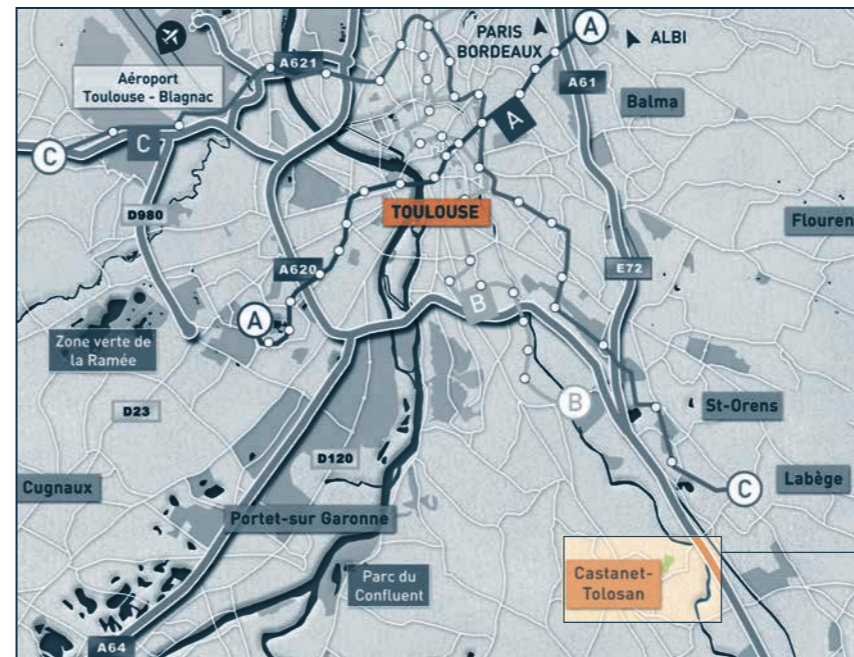 PARIS
BORDEAUX
A
ALBI
A621
Aéroport
Toulouse - Blagnac
A61
Balma
A
C
C
TOULOUSE
D980
Flouren
A620
E72
B
A
Zone verte de
la Ramée
B
St-Orens
D23
D120
Cugnaux
C
Labège
Portet-sur Garonne
Parc du
Confluent
Castanet-
Tolosan
A64